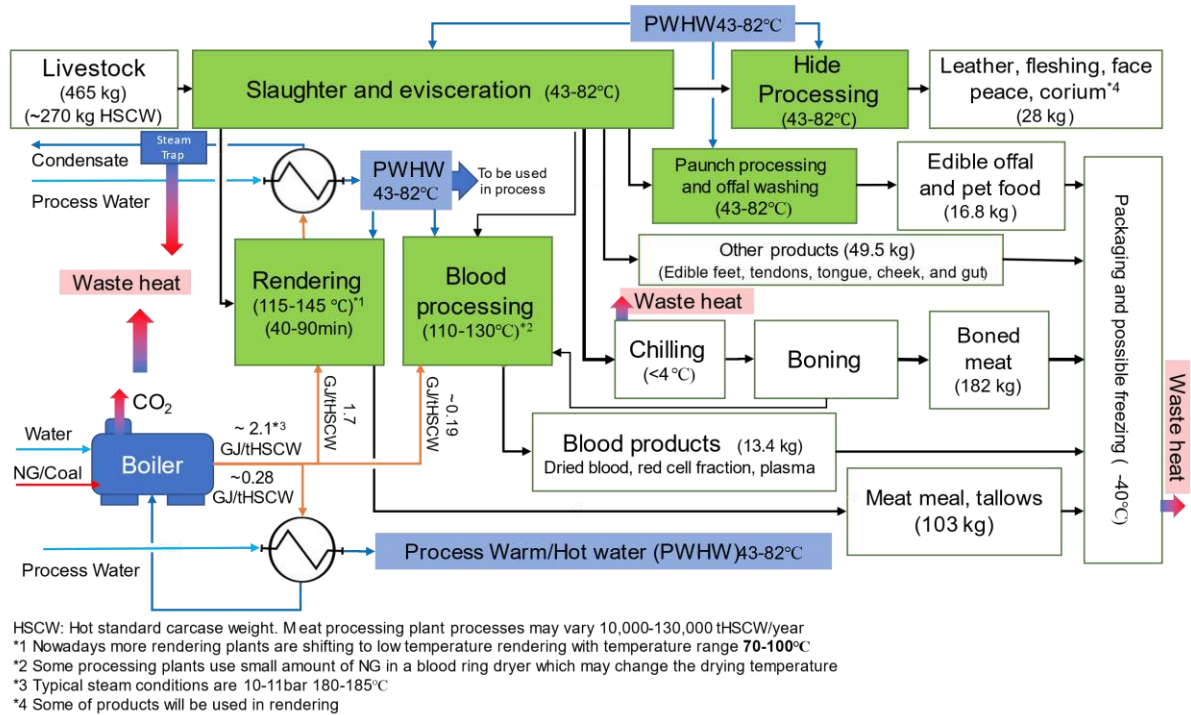 PWHW43-82℃
Livestock
(465 kg)
(~270 kg HSCW)
Slaughter and evisceration (43-82℃)
Hide
Processing
(43-82℃)
Leather, fleshing, face
peace, corium*4
(28 kg)
Steam
Trap
Condensate
Process Water
PWHW
43-82℃
To be used
in process
Paunch processing
and offal washing
(43-82℃)
Edible offal
and pet food
(16.8 kg)
Packaging and possible freezing ( -40℃)
Waste heat
Rendering
(115-145 ℃)*1
(40-90min)
Blood
processing
(110-130℃)*2
Other products (49.5 kg)
(Edible feet, tendons, tongue, cheek, and gut)
Waste heat
Chilling
(<4 ℃)
Boning
Boned
meat
(182 kg)
Waste heat
CO2
Water
NG/Coal
Boiler
~ 2.1*3
GJ/tHSCW
1.7
GJ/tHSCW
~0.19
GJ/tHSCW
~0.28
GJ/tHSCW
Blood products (13.4 kg)
Dried blood, red cell fraction, plasma
Meat meal, tallows
(103 kg)
Process Water
Process Warm/Hot water (PWHW)43-82℃
HSCW: Hot standard carcase weight. Meat processing plant processes may vary 10,000-130,000 tHSCW/year
*1 Nowadays more rendering plants are shifting to low temperature rendering with temperature range 70-100℃
*2 Some processing plants use small amount of NG in a blood ring dryer which may change the drying temperature
*3 Typical steam conditions are 10-11bar 180-185℃
*4 Some of products will be used in rendering